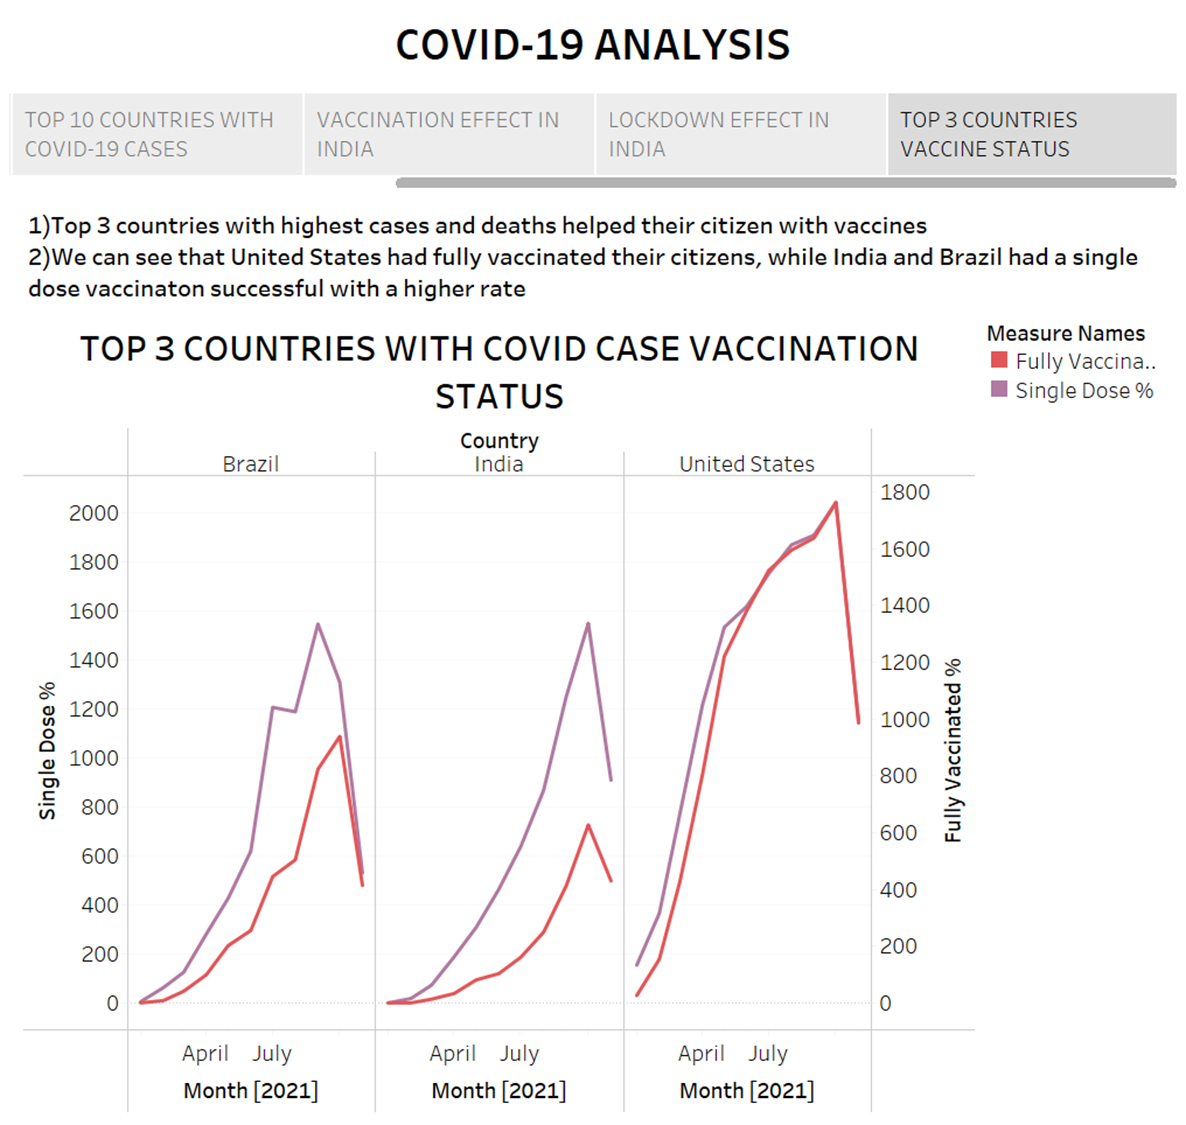 COVID-19 ANALYSIS
TOP 10 COUNTRIES WITH
COVID-19 CASES
VACCINATION EFFECT IN
INDIA
LOCKDOWN EFFECT IN
INDIA
TOP 3 COUNTRIES
VACCINE STATUS
1)Top 3 countries with highest cases and deaths helped their citizen with vaccines
2)We can see that United States had fully vaccinated their citizens, while India and Brazil had a single
dose vaccinaton successful with a higher rate
TOP 3 COUNTRIES WITH COVID CASE VACCINATION
STATUS
Measure Names
Fully Vaccina..
Single Dose %
Country
Brazil
India
United States
Single Dose %
2000
1800
1600
1400
1200
1000
800
600
400
200
0
1800
1600
1400
1200
1000
800
600
400
200
0
Fully Vaccinated %
April July
April July
April July
Month [2021]
Month [2021]
Month [2021]